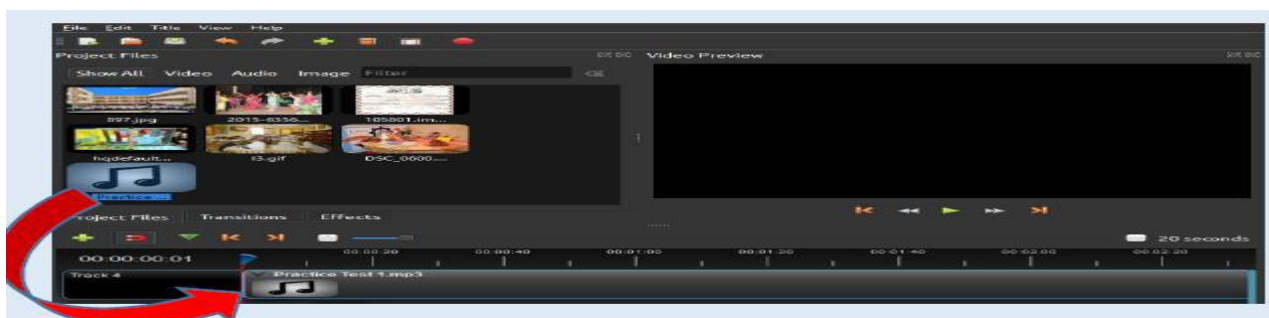 File Edit Title View Help
Project Files
Video Preview
Show All Video Audio Image Filter
897.jpg 2015-8356... 105801.im...
hqdefault... t3.gif DSC_0600....
Practice ...
Project Files Transitions Effects
20 seconds
00:00:00:01 00:00:20 00:00:40 00:01:00 00:01:20 00:01:40 00:02:00 00:02:20
Track 4 Practice Test 1.mp3